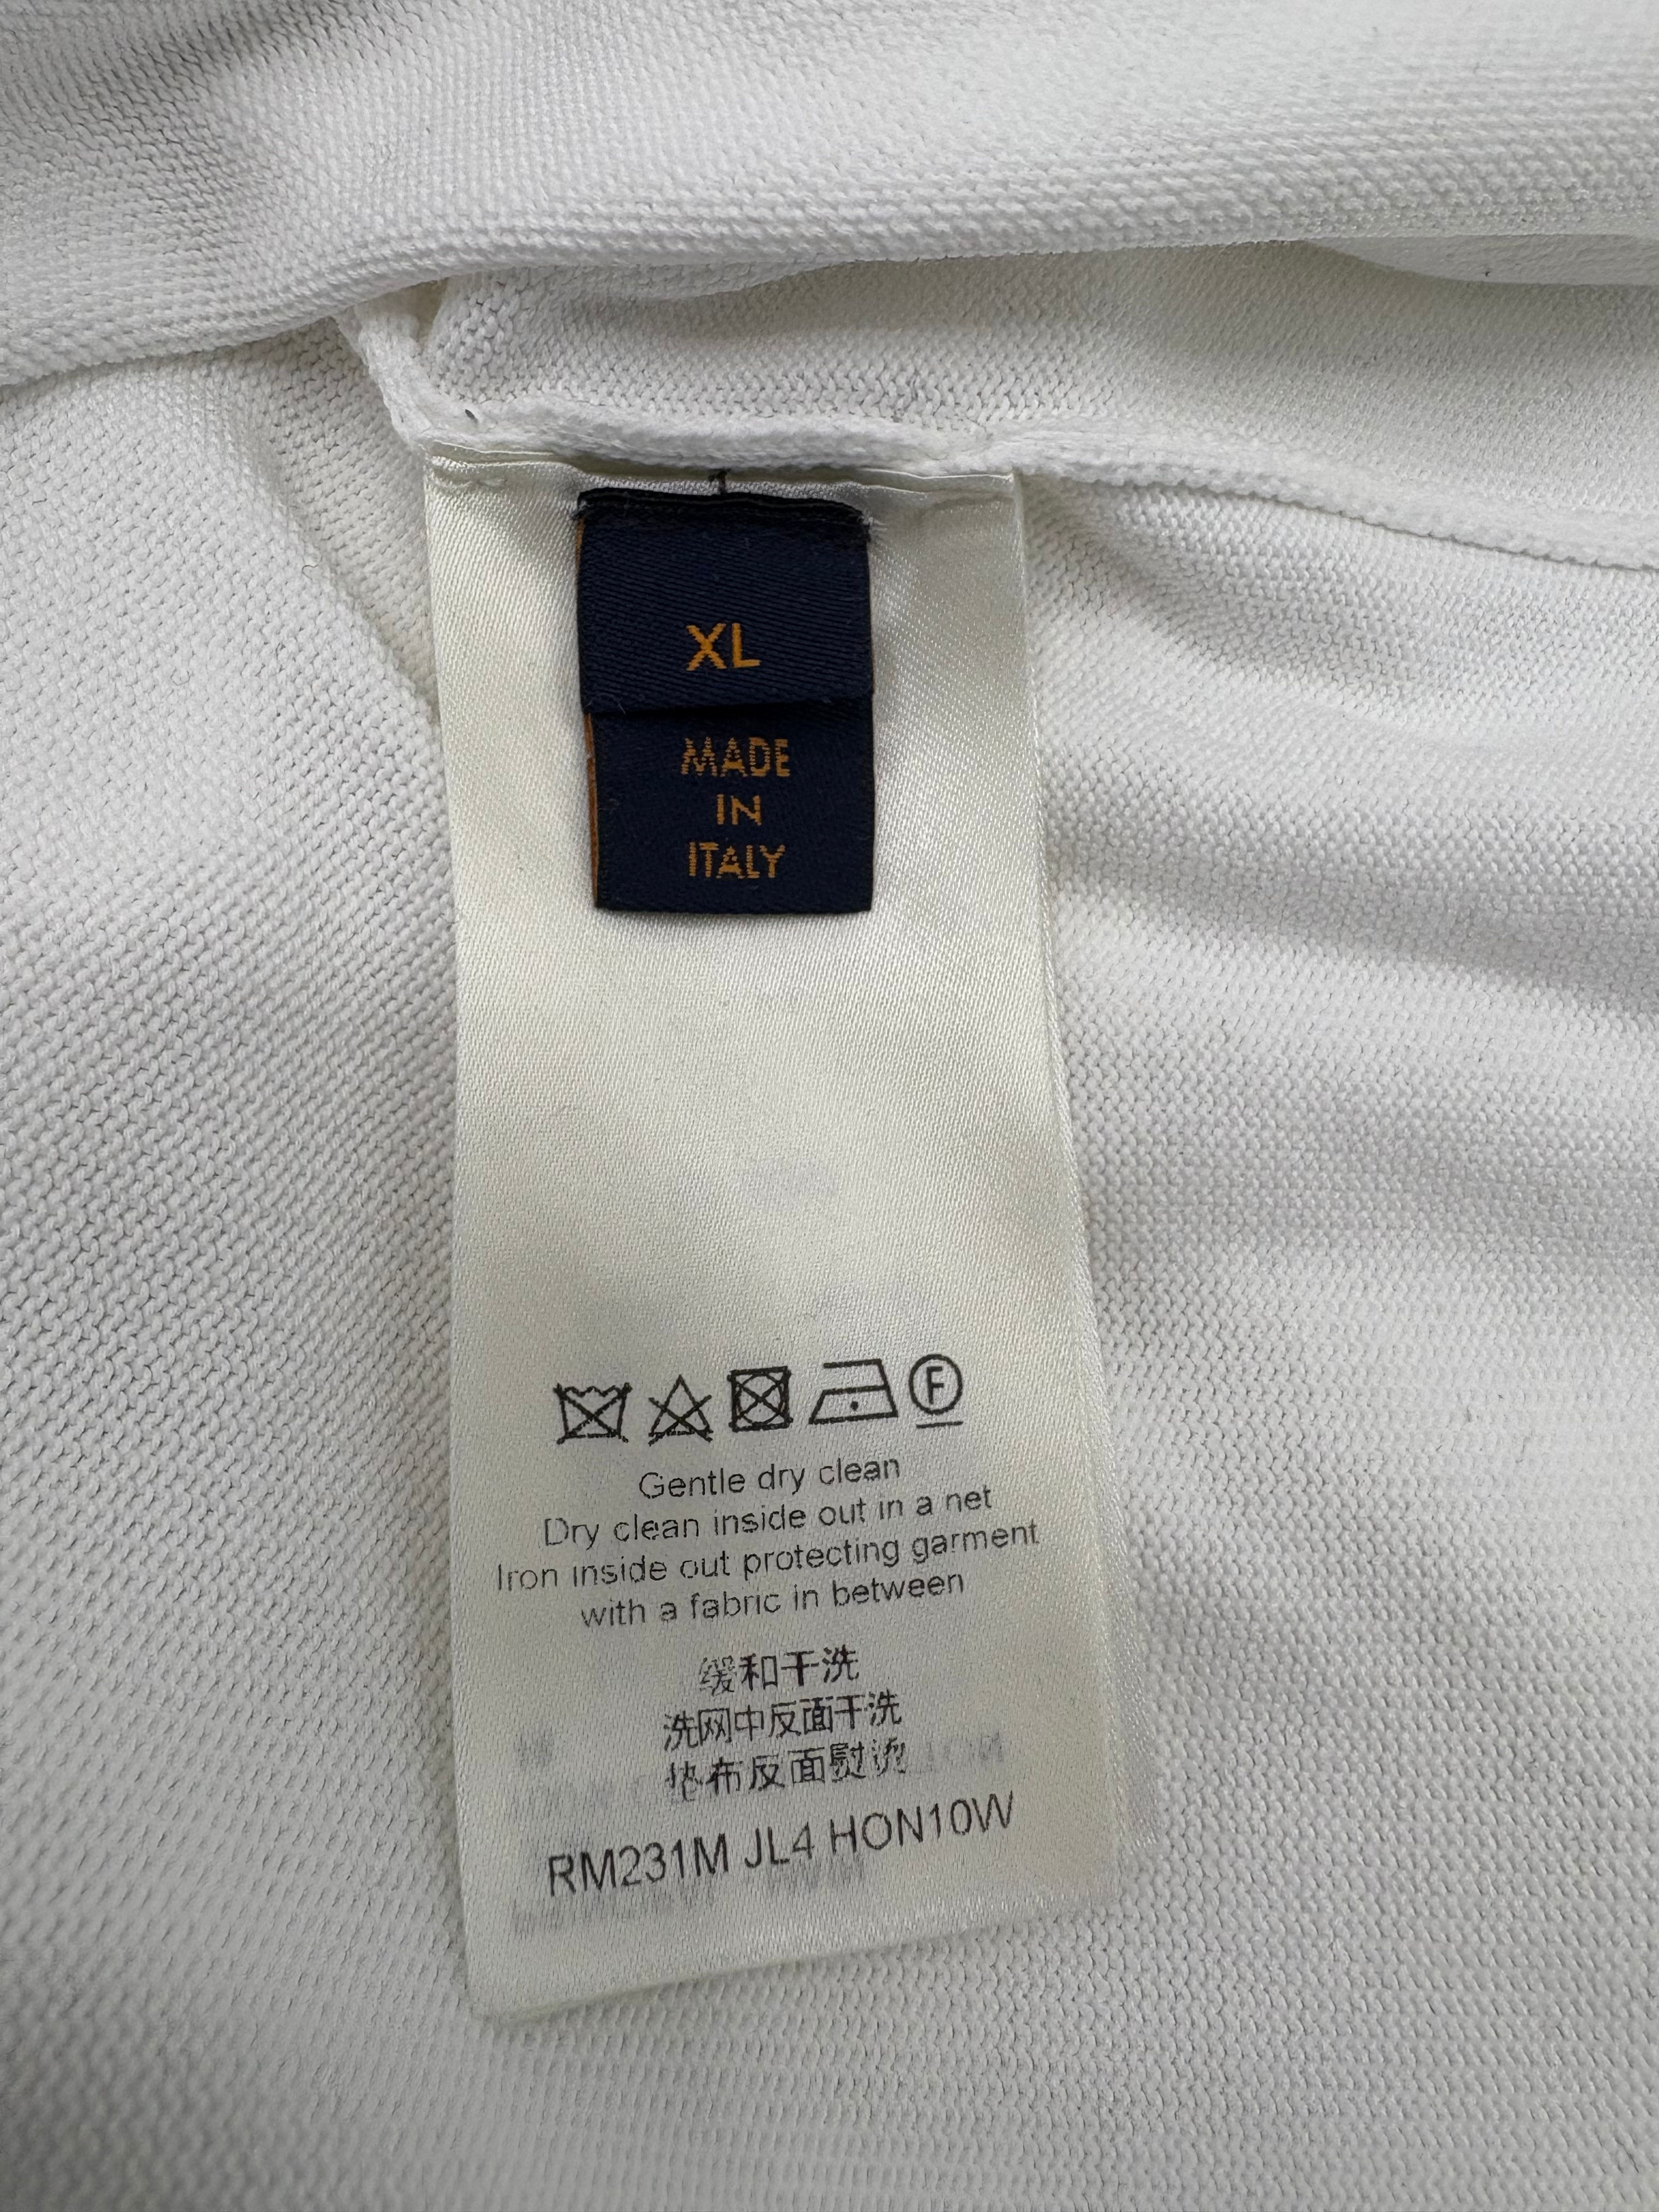 XL
MADE
IN
ITALY
F
Gentle dry clean
Dry clean inside out in a net
Iron inside out protecting garment
with a fabric in between
缓和干洗
洗网中反面干洗
垫布反面熨烫
RM231M JL4 HON10W